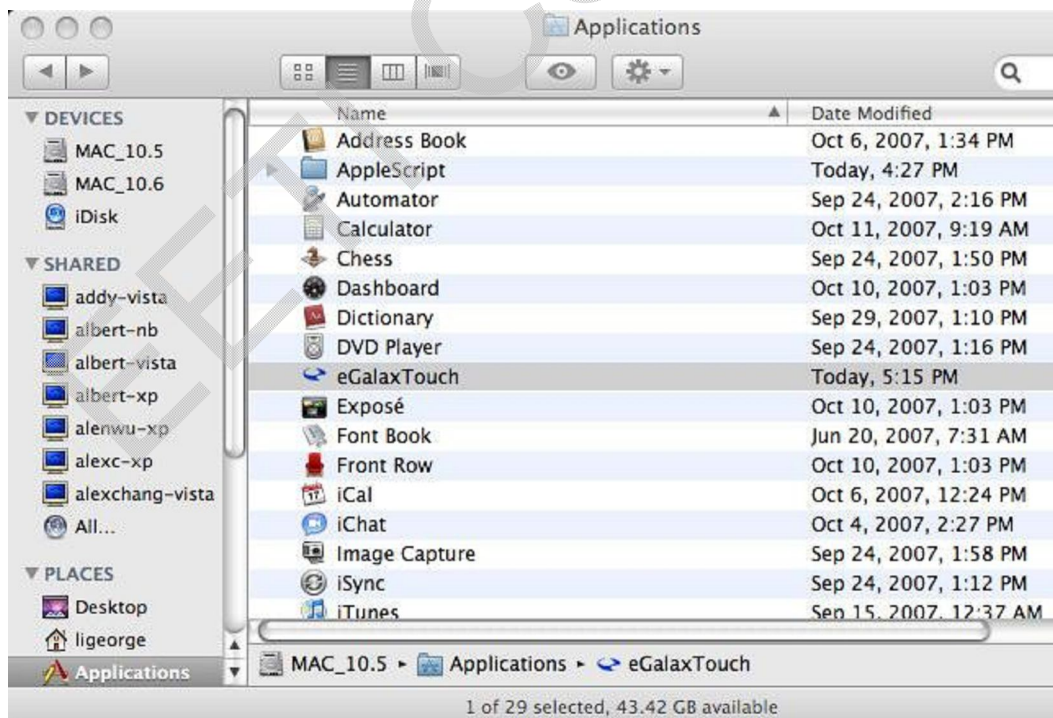 Applications
Name
Date Modified
DEVICES
MAC_10.5
MAC_10.6
iDisk
SHARED
addy-vista
albert-nb
albert-vista
albert-xp
alenwu-xp
alexc-xp
alexchang-vista
All...
PLACES
Desktop
ligeorge
Applications
Address Book Oct 6, 2007, 1:34 PM
AppleScript Today, 4:27 PM
Automator Sep 24, 2007, 2:16 PM
Calculator Oct 11, 2007, 9:19 AM
Chess Sep 24, 2007, 1:50 PM
Dashboard Oct 10, 2007, 1:03 PM
Dictionary Sep 29, 2007, 1:10 PM
DVD Player Sep 24, 2007, 1:16 PM
eGalaxTouch Today, 5:15 PM
Exposé Oct 10, 2007, 1:03 PM
Font Book Jun 20, 2007, 7:31 AM
Front Row Oct 10, 2007, 1:03 PM
iCal Oct 6, 2007, 12:24 PM
iChat Oct 4, 2007, 2:27 PM
Image Capture Sep 24, 2007, 1:58 PM
iSync Sep 24, 2007, 1:12 PM
iTunes Sep 15, 2007, 12:37 AM
MAC_10.5 ▸ Applications ▸ eGalaxTouch
1 of 29 selected, 43.42 GB available